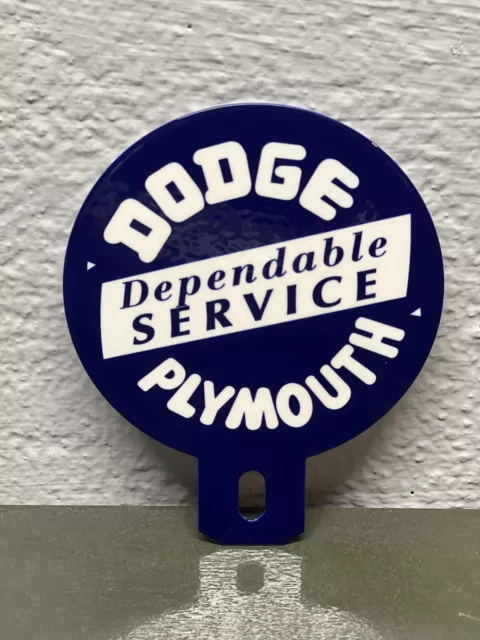 DODGE
Dependable
SERVICE
PLYMOUTH